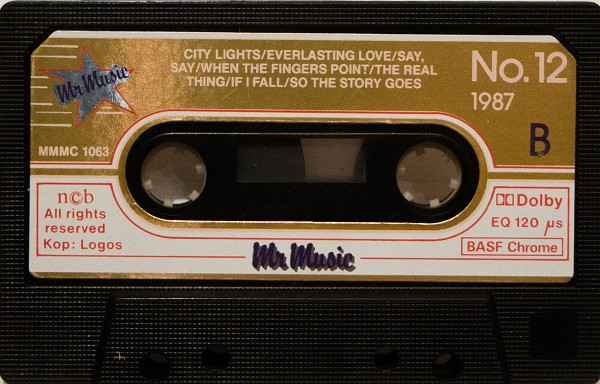 Mr Music
CITY LIGHTS/EVERLASTING LOVE/SAY,
SAY/WHEN THE FINGERS POINT/THE REAL
THING/IF I FALL/SO THE STORY GOES
No. 12
1987
B
MMMC 1063
n©b
All rights
reserved
Kop: Logos
Dolby
EQ 120 µs
BASF Chrome
Mr Music